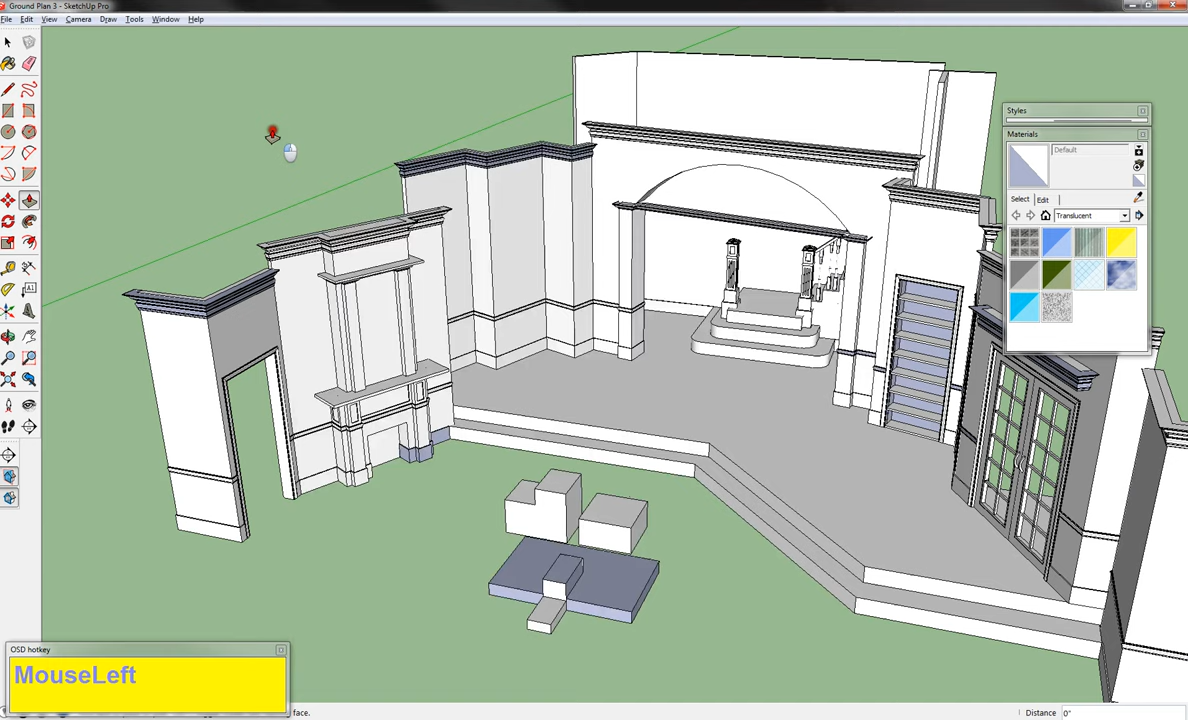 Ground Plan 3 - SketchUp Pro
File Edit View Camera Draw Tools Window Help
Styles
Materials
Default
Select Edit
Translucent
OSD hotkey
MouseLeft
face.
Distance 0"